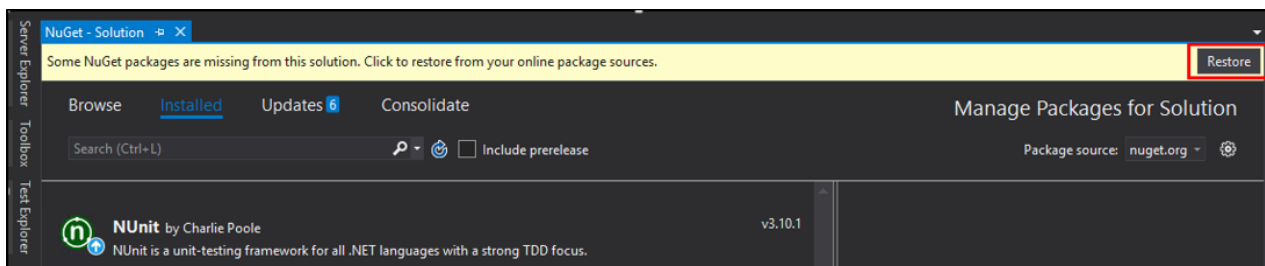 Server Explorer
Toolbox
Test Explorer
NuGet - Solution
Some NuGet packages are missing from this solution. Click to restore from your online package sources.
Restore
Browse Installed Updates 6 Consolidate
Manage Packages for Solution
Search (Ctrl+L)
Include prerelease
Package source: nuget.org
n
NUnit by Charlie Poole
v3.10.1
NUnit is a unit-testing framework for all .NET languages with a strong TDD focus.